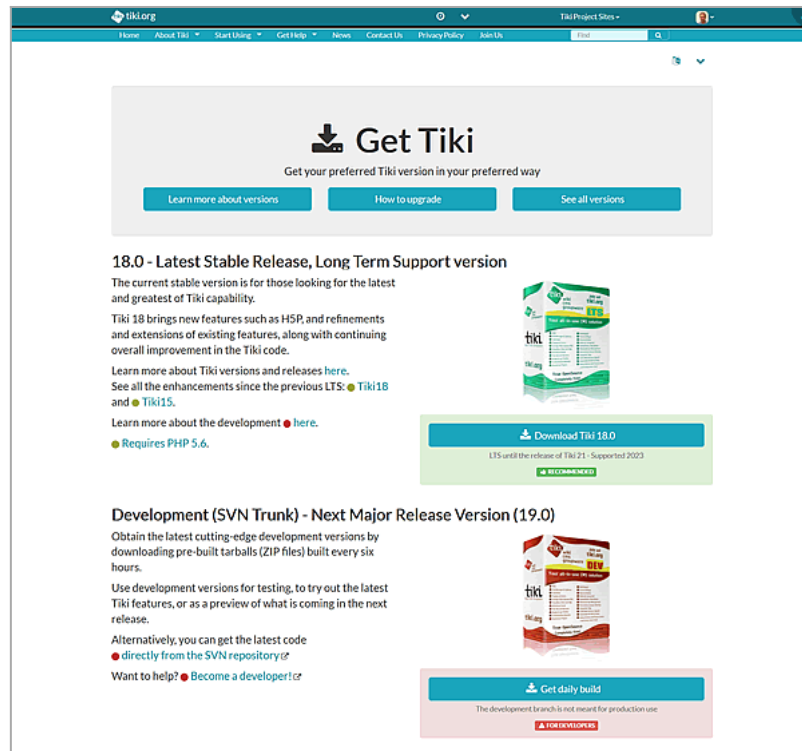 tiki.org
Tiki Project Sites
Home About Tiki Start Using Get Help News Contact Us Privacy Policy Join Us Find
Get Tiki
Get your preferred Tiki version in your preferred way
Learn more about versions How to upgrade See all versions
18.0 - Latest Stable Release, Long Term Support version
The current stable version is for those looking for the latest
and greatest of Tiki capability.
Tiki 18 brings new features such as H5P, and refinements
and extensions of existing features, along with continuing
overall improvement in the Tiki code.
Learn more about Tiki versions and releases here.
See all the enhancements since the previous LTS: Tiki18
and Tiki15.
Learn more about the development here.
Requires PHP 5.6.
tiki
LTS
tiki
Download Tiki 18.0
LTS until the release of Tiki 21 - Supported 2023
RECOMMENDED
Development (SVN Trunk) - Next Major Release Version (19.0)
Obtain the latest cutting-edge development versions by
downloading pre-built tarballs (ZIP files) built every six
hours.
Use development versions for testing, to try out the latest
Tiki features, or as a preview of what is coming in the next
release.
Alternatively, you can get the latest code
directly from the SVN repository
Want to help? Become a developer!
tiki
DEV
tiki
tiki.org
Get daily build
The development branch is not meant for production use
FOR DEVELOPERS